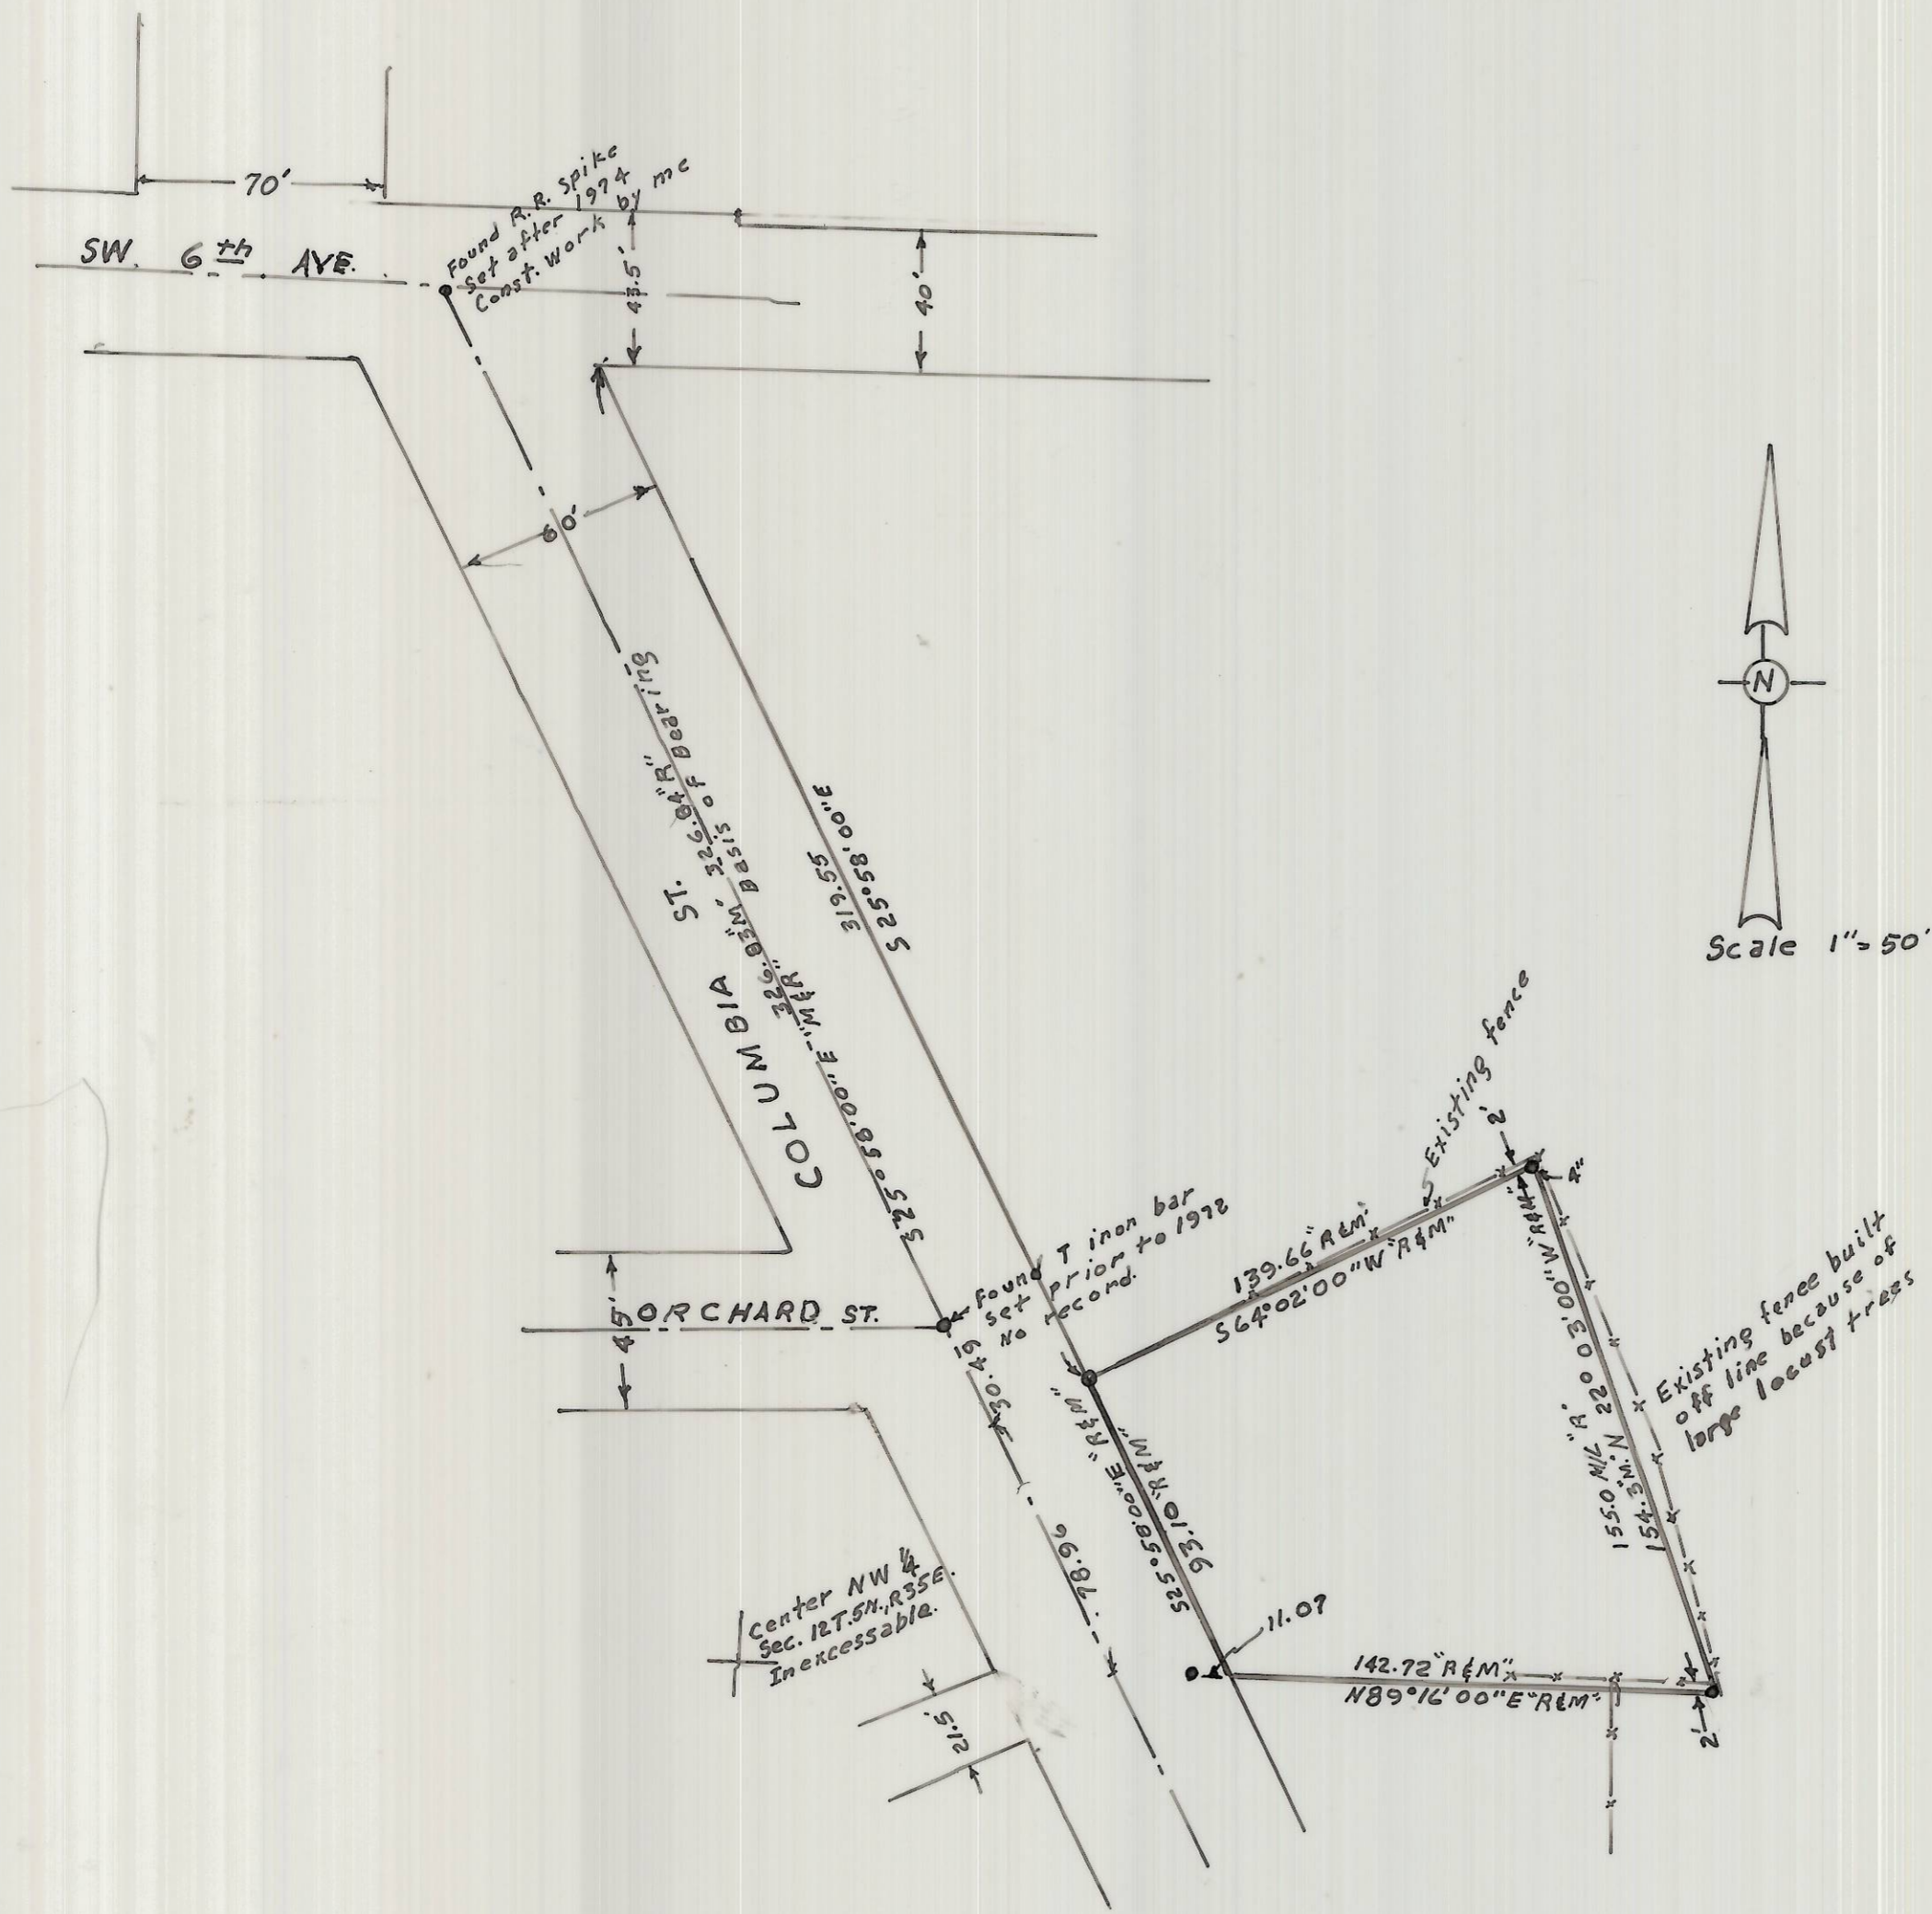 70'
SW. 6th AVE.
Found R.R. Spike
Set after 1974
Const. Work by me
43.5'
40'
60'
N
Scale 1"= 50'
Basis of Bearing
326.84 "R"
326.83 "M"
S25°58'00" E "M&R"
COLUMBIA ST.
319.55
S25°58'00"E
Existing fence
2'
4"
139.66 "R&M"
S64°02'00"W "R&M"
Found T iron bar
set prior to 1972
No record.
ORCHARD ST.
45'
30.49
78.96
S25°58'00"E "R&M"
93.10 "R&M"
N 22°03'00"W "R&M"
155.0 M/L "R"
154.3 "M"
Existing fence built
off line because of
large locust trees
Center NW 1/4
Sec. 12 T.5N., R35E.
Inexcessable.
21.5'
11.07
142.72 "R&M"
N89°16'00"E "R&M"
2'